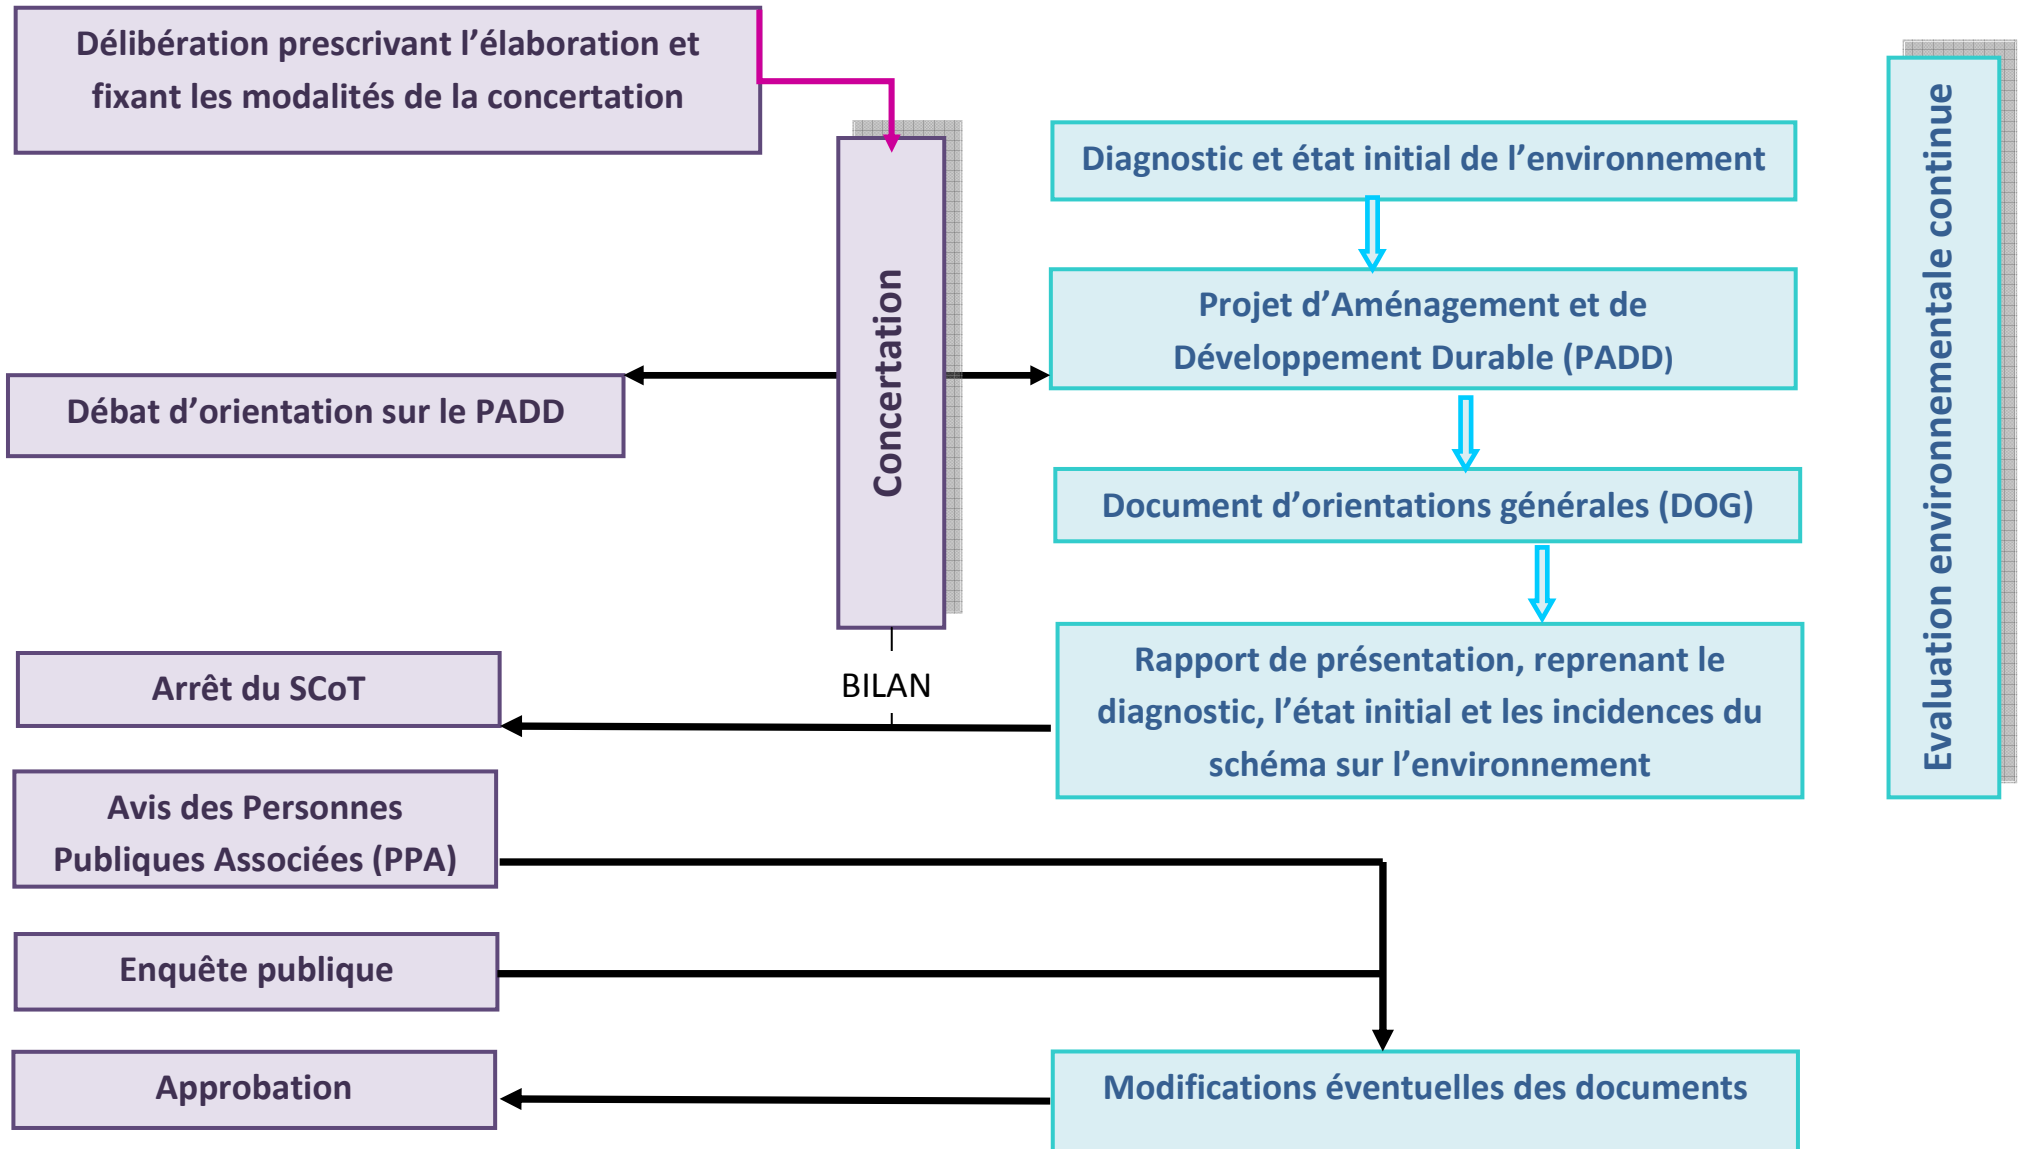 Délibération prescrivant l’élaboration et
fixant les modalités de la concertation
Diagnostic et état initial de l’environnement
Projet d’Aménagement et de
Développement Durable (PADD)
Concertation
Débat d’orientation sur le PADD
Document d’orientations générales (DOG)
Evaluation environnementale continue
Arrêt du SCoT
BILAN
Rapport de présentation, reprenant le
diagnostic, l’état initial et les incidences du
schéma sur l’environnement
Avis des Personnes
Publiques Associées (PPA)
Enquête publique
Approbation
Modifications éventuelles des documents